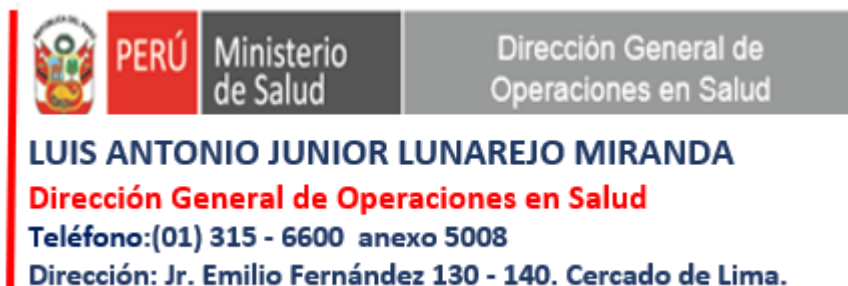 PERÚ
Ministerio
de Salud
Dirección General de
Operaciones en Salud
LUIS ANTONIO JUNIOR LUNAREJO MIRANDA
Dirección General de Operaciones en Salud
Teléfono:(01) 315 - 6600 anexo 5008
Dirección: Jr. Emilio Fernández 130 - 140. Cercado de Lima.